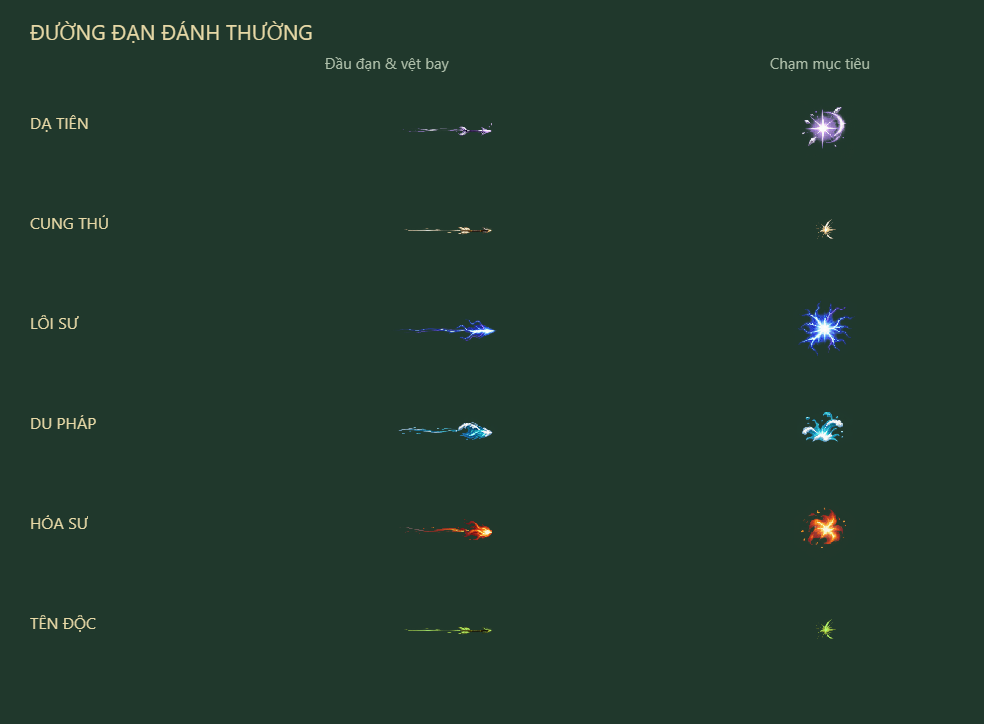 ĐƯỜNG ĐẠN ĐÁNH THƯỜNG
Đầu đạn & vệt bay
Chạm mục tiêu
DẠ TIÊN
CUNG THÚ
LÔI SƯ
DU PHÁP
HỎA SƯ
TÊN ĐỘC